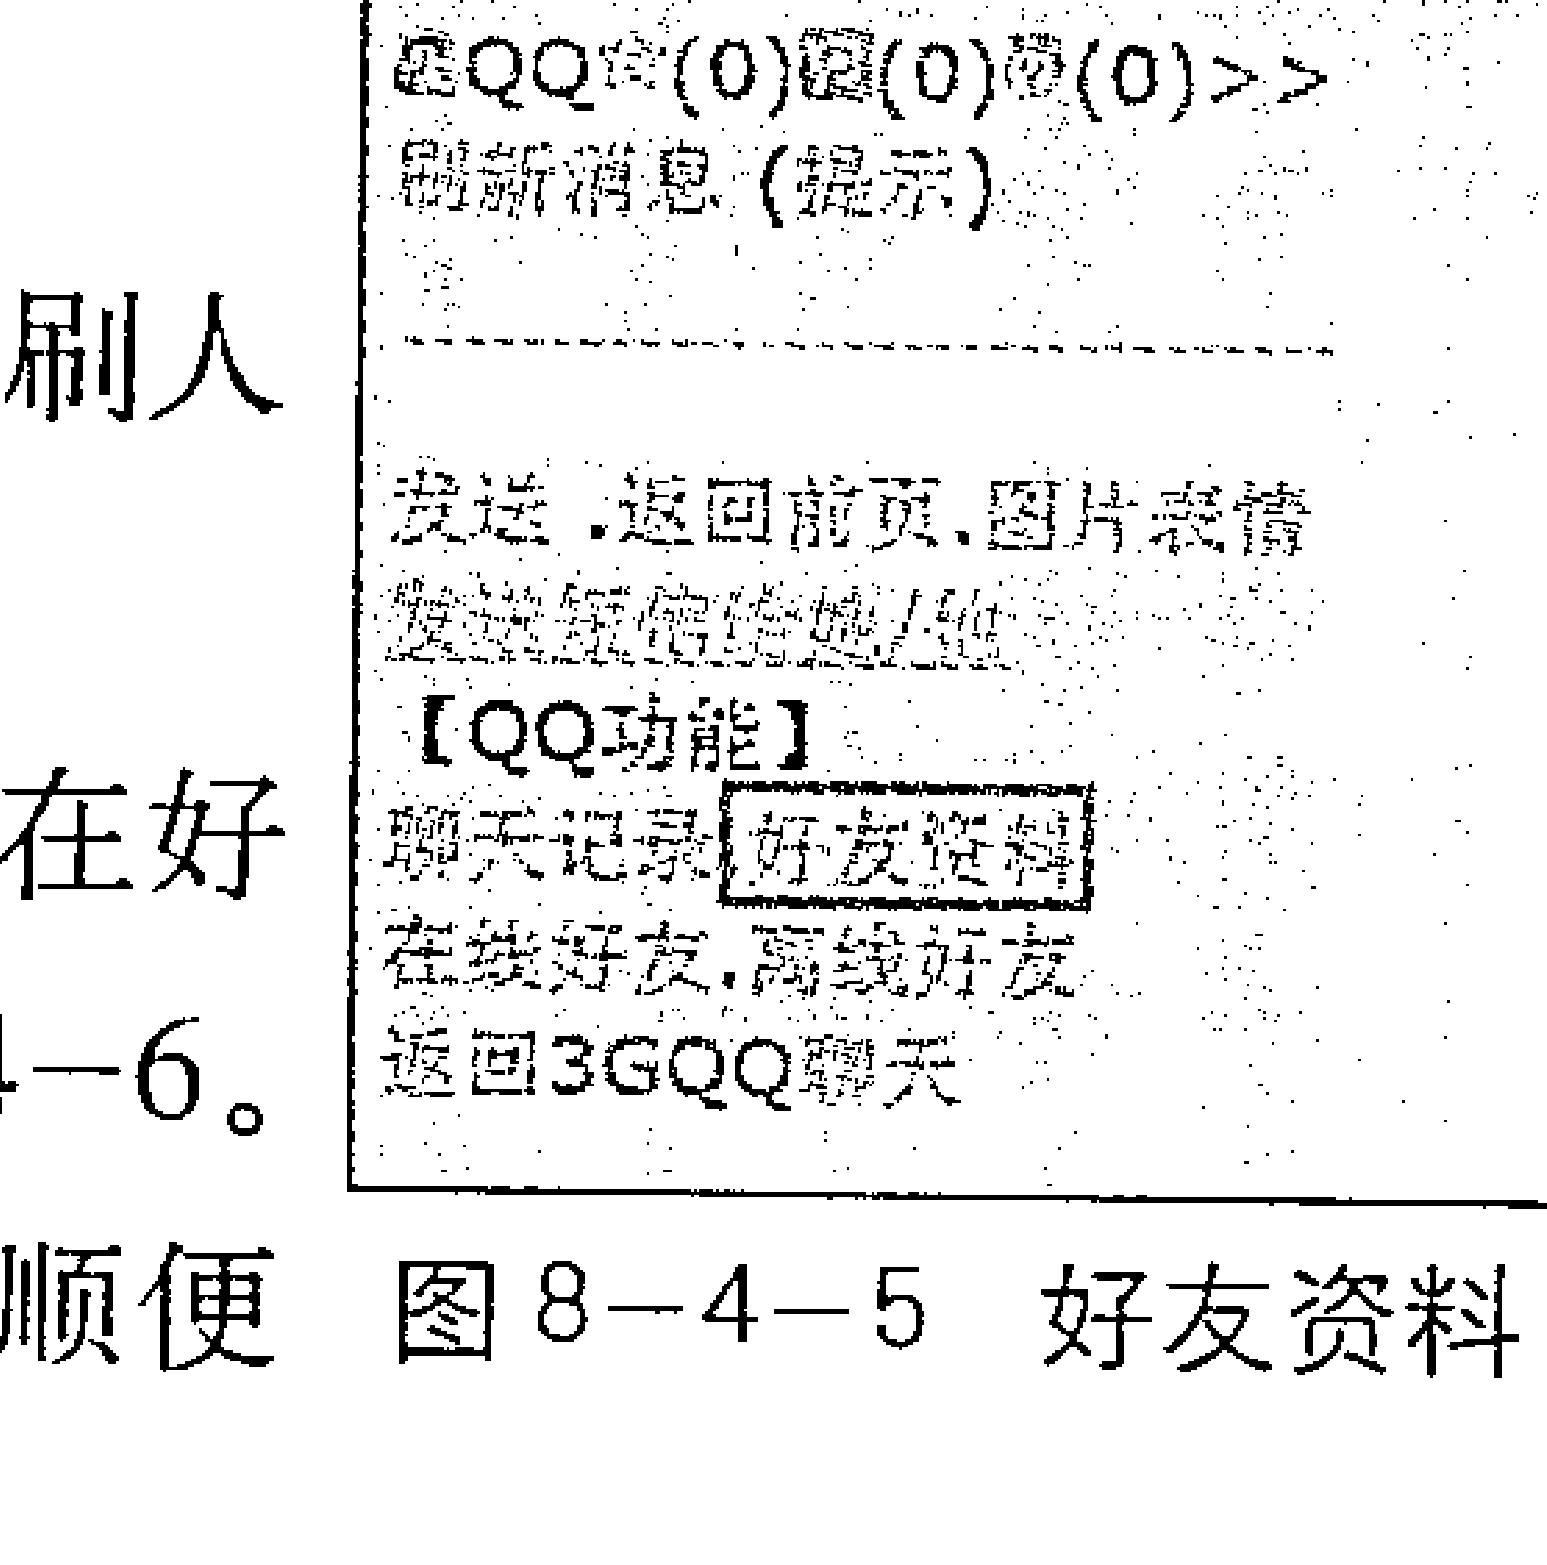 QQ(0)(0)(0)>>
刷新消息(提示)
刷人
发送.返回前页.图片表情
【QQ功能】
在好
聊天记录 好友资料
在线好友.离线好友
4－6。
返回3GQQ聊天
顺便
图8－4－5 好友资料